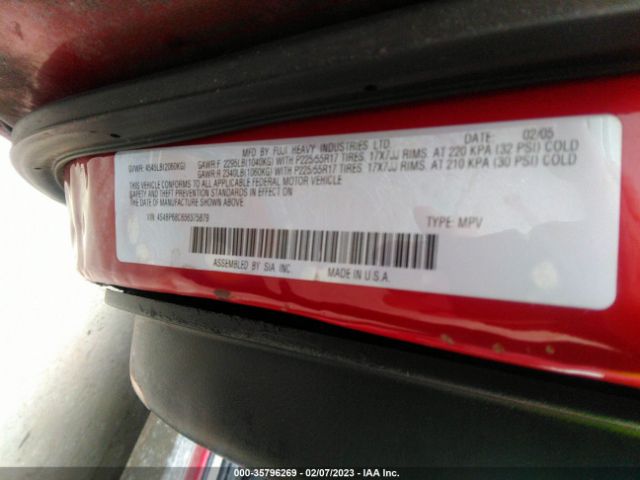 MFD BY FUJI HEAVY INDUSTRIES LTD DATE: 02/05
GVWR: 4545LB(2060KG) GAWR:F 2295LB(1040KG) WITH P225/55R17 TIRES, 17X7JJ RIMS, AT 220 KPA (32 PSI) COLD
GAWR:R 2340LB(1060KG) WITH P225/55R17 TIRES, 17X7JJ RIMS, AT 210 KPA (30 PSI) COLD
THIS VEHICLE CONFORMS TO ALL APPLICABLE FEDERAL MOTOR VEHICLE
SAFETY AND THEFT PREVENTION STANDARDS IN EFFECT ON
THE DATE OF MANUFACTURE SHOWN ABOVE
VIN: 4S4BP68C656375879 TYPE: MPV
ASSEMBLED BY SIA INC MADE IN U.S.A.
000-35796269 - 02/07/2023 - IAA Inc.